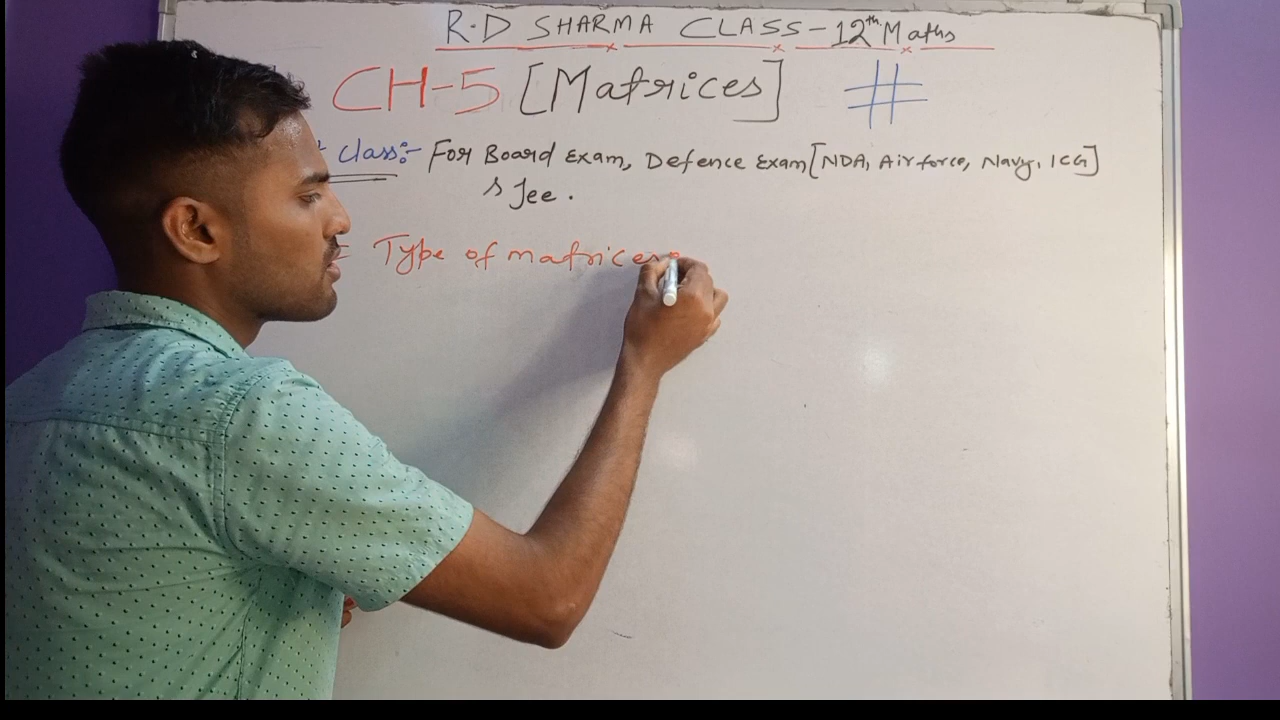 R.D SHARMA CLASS-12th Maths
CH-5 [Matrices] #
class:- For Board Exam, Defence Exam [NDA, Airforce, Navy, ICG]
& Jee.
Type of matrices